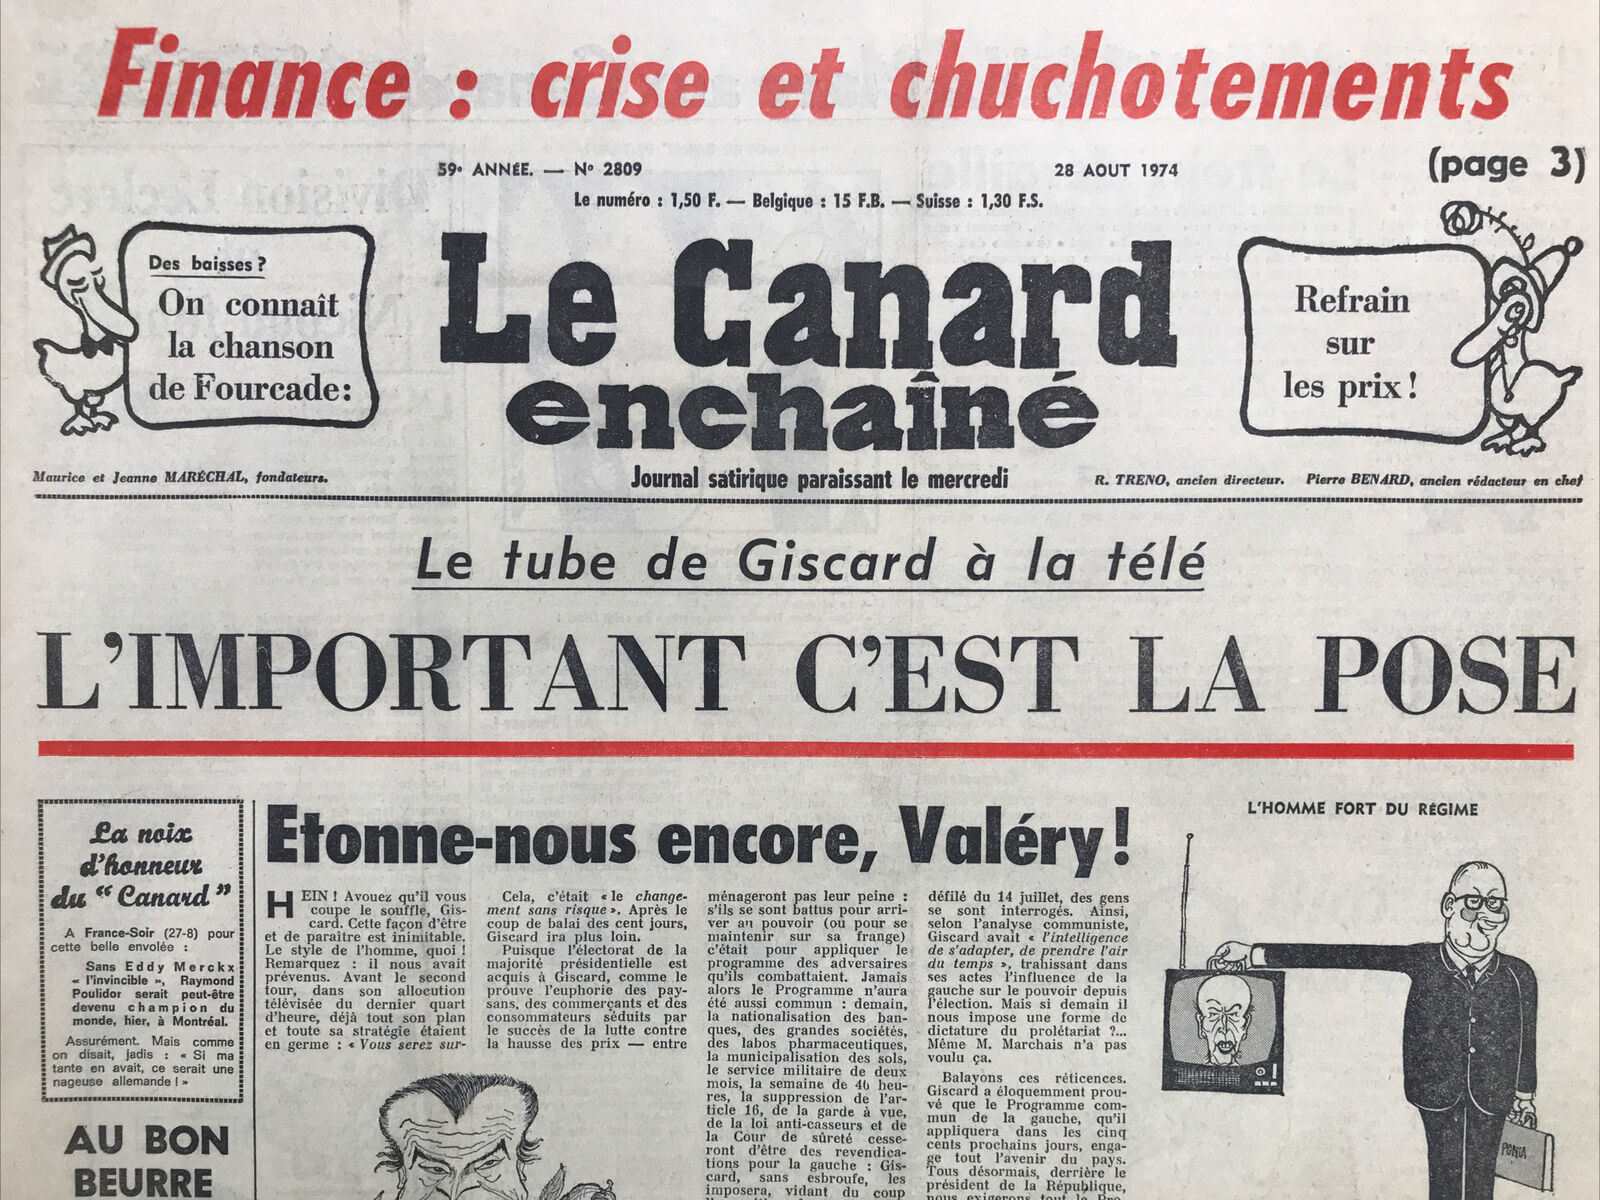 Finance : crise et chuchotements
(page 3)
59e ANNÉE. — No 2809
28 AOUT 1974
Le numéro : 1,50 F. — Belgique : 15 F.B. — Suisse : 1,30 F.S.
Des baisses ?
On connaît
la chanson
de Fourcade :
Le Canard
enchaîné
Refrain
sur
les prix !
Maurice et Jeanne MARÉCHAL, fondateurs.
Journal satirique paraissant le mercredi
R. TRENO, ancien directeur.
Pierre BENARD, ancien rédacteur en chef
Le tube de Giscard à la télé
L'IMPORTANT C'EST LA POSE
La noix
d'honneur
du " Canard "
A France-Soir (27-8) pour
cette belle envolée :
Sans Eddy Merckx
« l'invincible », Raymond
Poulidor serait peut-être
devenu champion du
monde, hier, à Montréal.
Assurément. Mais comme
on disait, jadis : « Si ma
tante en avait, ce serait une
nageuse allemande ! »
AU BON
BEURRE
Etonne-nous encore, Valéry !
HEIN ! Avouez qu'il vous
coupe le souffle, Gis-
card. Cette façon d'être
et de paraître est inimitable.
Le style de l'homme, quoi !
Remarquez : il nous avait
prévenus. Avant le second
tour, dans son allocution
télévisée du dernier quart
d'heure, déjà tout son plan
et toute sa stratégie étaient
en germe : « Vous serez sur-
Cela, c'était « le change-
ment sans risque ». Après le
coup de balai des cent jours,
Giscard ira plus loin.
Puisque l'électorat de la
majorité présidentielle est
acquis à Giscard, comme le
prouve l'euphorie des pay-
sans, des commerçants et des
consommateurs séduits par
le succès de la lutte contre
la hausse des prix — entre
ménageront pas leur peine :
s'ils se sont battus pour arri-
ver au pouvoir (ou pour se
maintenir sur sa frange)
c'était pour appliquer le
programme des adversaires
qu'ils combattaient. Jamais
alors le Programme n'aura
été aussi commun : demain,
la nationalisation des ban-
ques, des grandes sociétés,
des labos pharmaceutiques,
la municipalisation des sols,
le service militaire de deux
mois, la semaine de 40 heu-
res, la suppression de l'ar-
ticle 16, de la garde à vue,
de la loi anti-casseurs et de
la Cour de sûreté cesse-
ront d'être des revendica-
tions pour la gauche : Gis-
card, sans esbroufe, les
imposera, vidant du coup
défilé du 14 juillet, des gens
se sont interrogés. Ainsi,
selon l'analyse communiste,
Giscard avait « l'intelligence
de s'adapter, de prendre l'air
du temps », trahissant dans
ses actes l'influence de la
gauche sur le pouvoir depuis
l'élection. Mais si demain il
nous impose une forme de
dictature du prolétariat ?...
Même M. Marchais n'a pas
voulu ça.
Balayons ces réticences.
Giscard a éloquemment prou-
vé que le Programme com-
mun de la gauche, qu'il
appliquera dans les cinq
cents prochains jours, enga-
ge tout l'avenir du pays.
Tous désormais, derrière le
président de la République,
nous exigerons tout le Pro-
L'HOMME FORT DU RÉGIME
PONIA